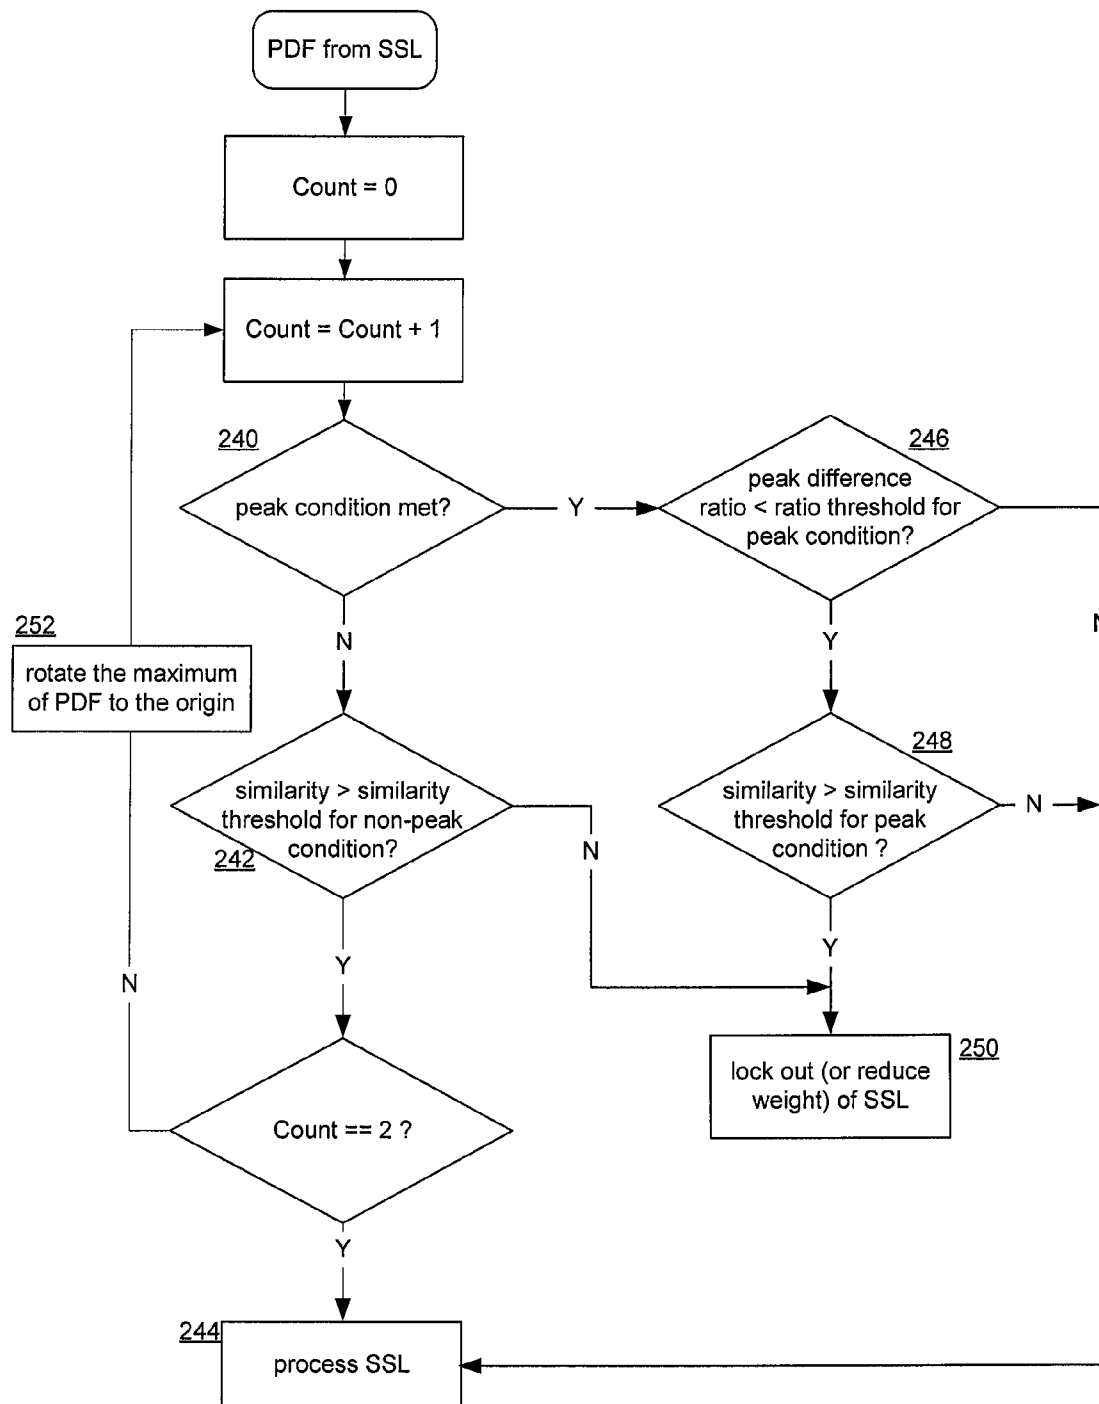 PDF from SSL
Count = 0
Count = Count + 1
240
peak condition met?
Y
246
peak difference
ratio < ratio threshold for
peak condition?
N
Y
N
252
rotate the maximum
of PDF to the origin
248
similarity > similarity
threshold for non-peak
condition?
242
N
similarity > similarity
threshold for peak
condition ?
N
Y
Y
N
250
lock out (or reduce
weight) of SSL
Count == 2 ?
Y
244
process SSL